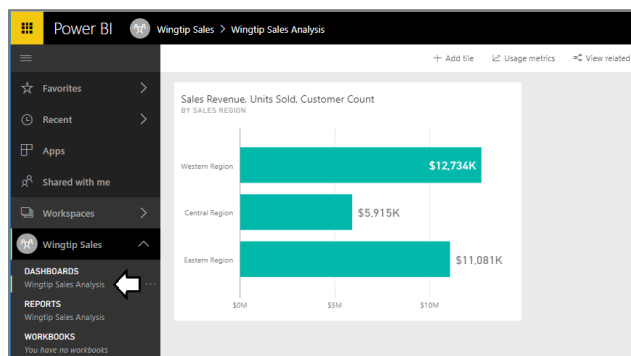 Power BI
Wingtip Sales > Wingtip Sales Analysis
Add tile
Usage metrics
View related
Favorites
Recent
Apps
Shared with me
Workspaces
Wingtip Sales
DASHBOARDS
Wingtip Sales Analysis
REPORTS
Wingtip Sales Analysis
WORKBOOKS
You have no workbooks
Sales Revenue, Units Sold, Customer Count
BY SALES REGION
Western Region
$12,734K
Central Region
$5,915K
Eastern Region
$11,081K
$0M
$5M
$10M